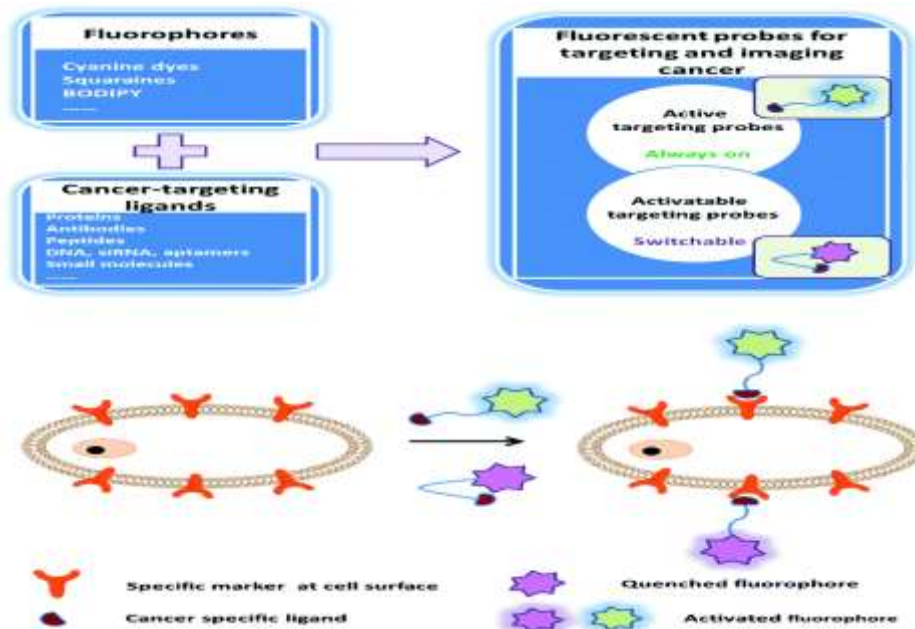 Fluorophores
Cyanine dyes
Squaraines
BODIPY
......
Cancer-targeting
ligands
Proteins
Antibodies
Peptides
DNA, siRNA, aptamers
Small molecules
......
Fluorescent probes for
targeting and imaging
cancer
Active
targeting probes
Always on
Activatable
targeting probes
Switchable
Specific marker at cell surface
Quenched fluorophore
Cancer specific ligand
Activated fluorophore